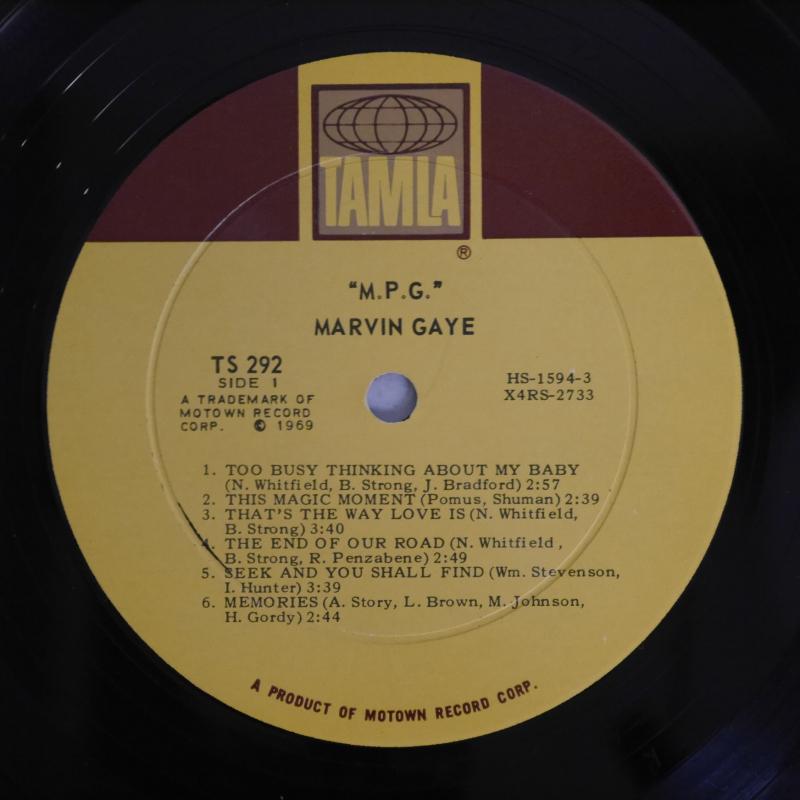 TAMLA
®
"M.P.G."
MARVIN GAYE
TS 292
SIDE 1
A TRADEMARK OF
MOTOWN RECORD
CORP. © 1969
HS-1594-3
X4RS-2733
1. TOO BUSY THINKING ABOUT MY BABY
(N. Whitfield, B. Strong, J. Bradford) 2:57
2. THIS MAGIC MOMENT (Pomus, Shuman) 2:39
3. THAT'S THE WAY LOVE IS (N. Whitfield,
B. Strong) 3:40
4. THE END OF OUR ROAD (N. Whitfield,
B. Strong, R. Penzabene) 2:49
5. SEEK AND YOU SHALL FIND (Wm. Stevenson,
I. Hunter) 3:39
6. MEMORIES (A. Story, L. Brown, M. Johnson,
H. Gordy) 2:44
A PRODUCT OF MOTOWN RECORD CORP.